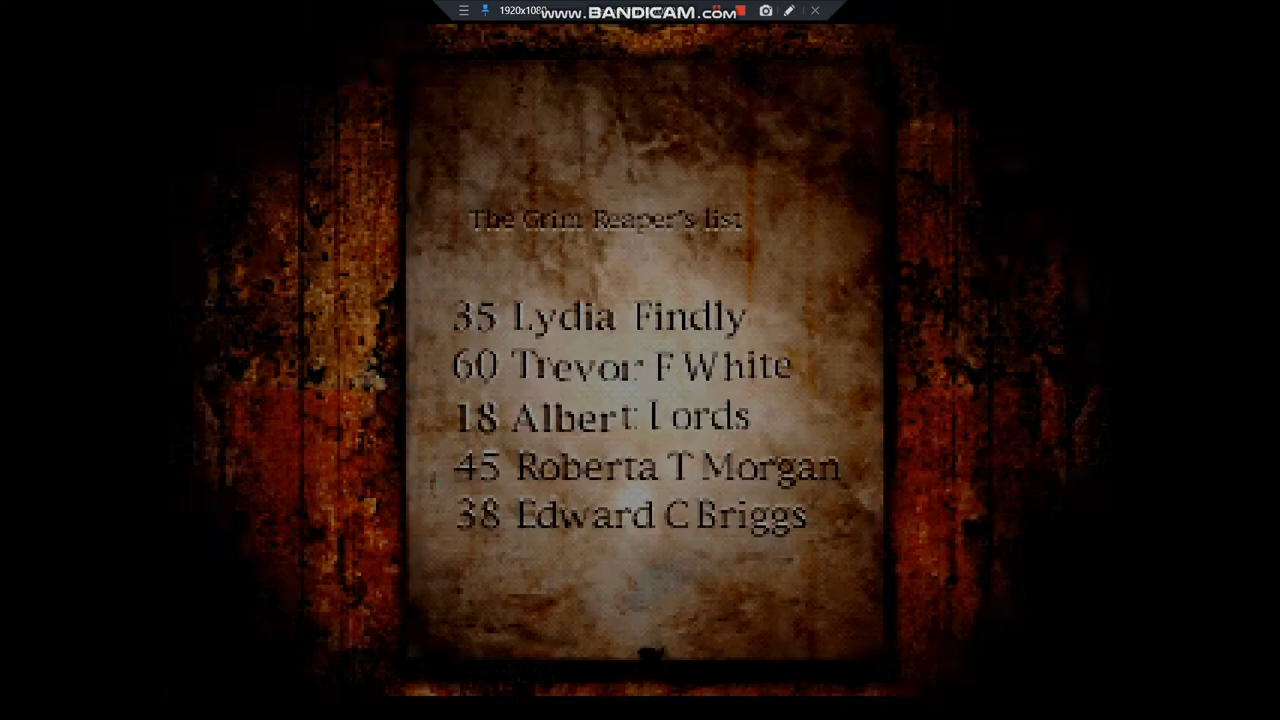 1920x1080
www.BANDICAM.com
The Grim Reaper's list
35 Lydia Findly
60 Trevor F White
18 Albert Lords
45 Roberta T Morgan
38 Edward C Briggs